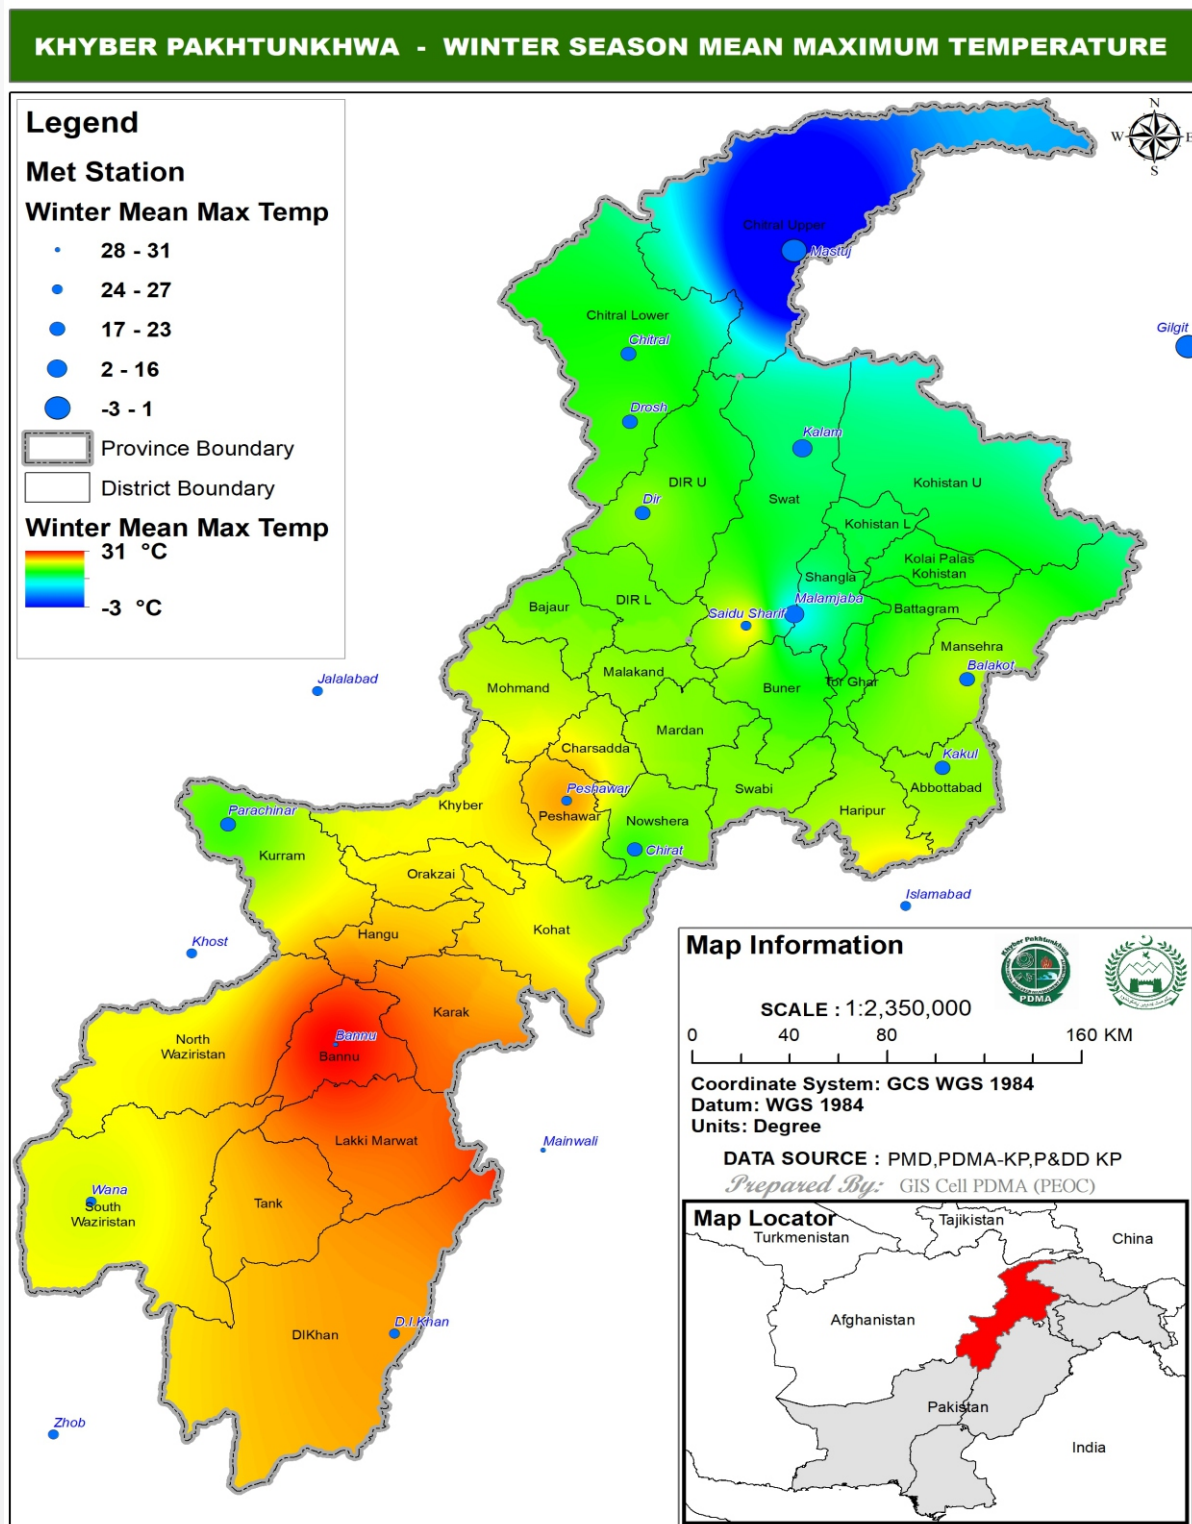 KHYBER PAKHTUNKHWA - WINTER SEASON MEAN MAXIMUM TEMPERATURE
Legend
Met Station
Winter Mean Max Temp
28 - 31
24 - 27
17 - 23
2 - 16
-3 - 1
Province Boundary
District Boundary
Winter Mean Max Temp
31 °C
-3 °C
N
W
E
S
Chitral Upper
Mastuj
Chitral Lower
Chitral
Gilgit
Drosh
Kalam
DIR U
Kohistan U
Dir
Swat
Kohistan L
Kolai Palas
Kohistan
Shangla
DIR L
Malamjaba
Bajaur
Saidu Sharif
Battagram
Mansehra
Balakot
Malakand
Jalalabad
Mohmand
Buner
Tor Ghar
Mardan
Charsadda
Kakul
Peshawar
Swabi
Abbottabad
Khyber
Parachinar
Peshawar
Haripur
Nowshera
Kurram
Chirat
Orakzai
Islamabad
Kohat
Hangu
Khost
Karak
North
Waziristan
Bannu
Bannu
Lakki Marwat
Mainwali
Wana
South
Waziristan
Tank
D.I.Khan
DIKhan
Zhob
Map Information
Khyber Pakhtunkhwa
PDMA
SCALE : 1:2,350,000
0 40 80 160 KM
Coordinate System: GCS WGS 1984
Datum: WGS 1984
Units: Degree
DATA SOURCE : PMD,PDMA-KP,P&DD KP
Prepared By: GIS Cell PDMA (PEOC)
Map Locator
Tajikistan
Turkmenistan
China
Afghanistan
Pakistan
India